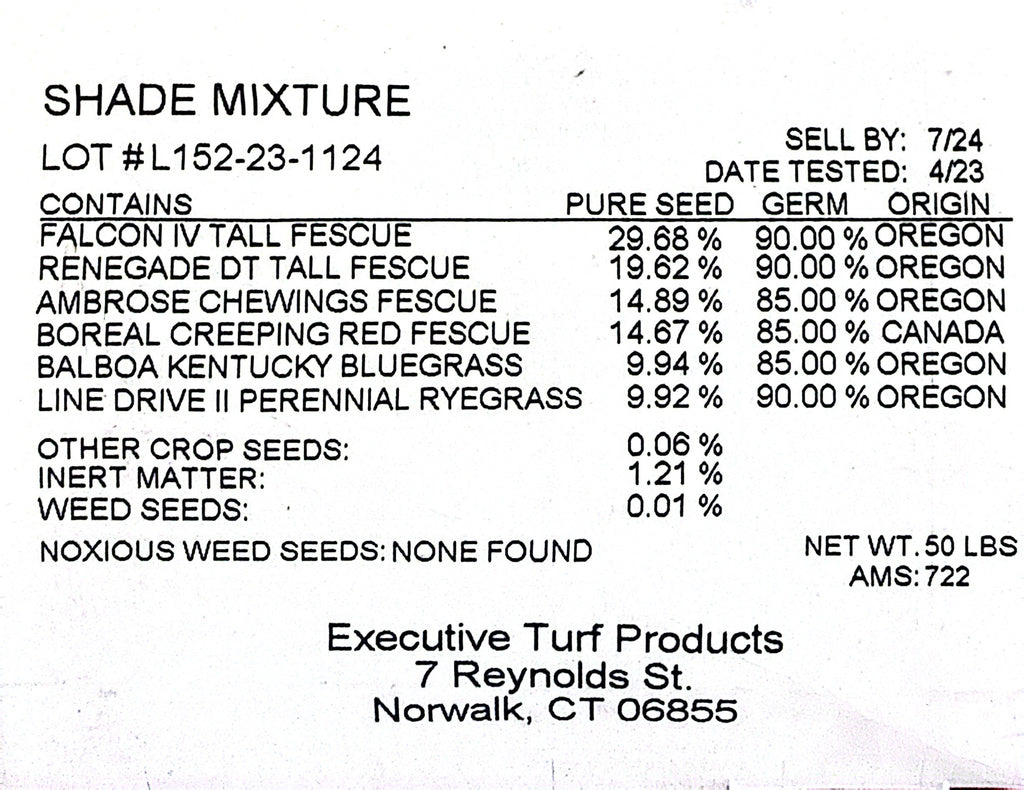 SHADE MIXTURE
LOT # L152-23-1124
SELL BY: 7/24
DATE TESTED: 4/23
CONTAINS PURE SEED GERM ORIGIN
FALCON IV TALL FESCUE 29.68 % 90.00 % OREGON
RENEGADE DT TALL FESCUE 19.62 % 90.00 % OREGON
AMBROSE CHEWINGS FESCUE 14.89 % 85.00 % OREGON
BOREAL CREEPING RED FESCUE 14.67 % 85.00 % CANADA
BALBOA KENTUCKY BLUEGRASS 9.94 % 85.00 % OREGON
LINE DRIVE II PERENNIAL RYEGRASS 9.92 % 90.00 % OREGON
OTHER CROP SEEDS: 0.06 %
INERT MATTER: 1.21 %
WEED SEEDS: 0.01 %
NOXIOUS WEED SEEDS: NONE FOUND
NET WT. 50 LBS
AMS: 722
Executive Turf Products
7 Reynolds St.
Norwalk, CT 06855